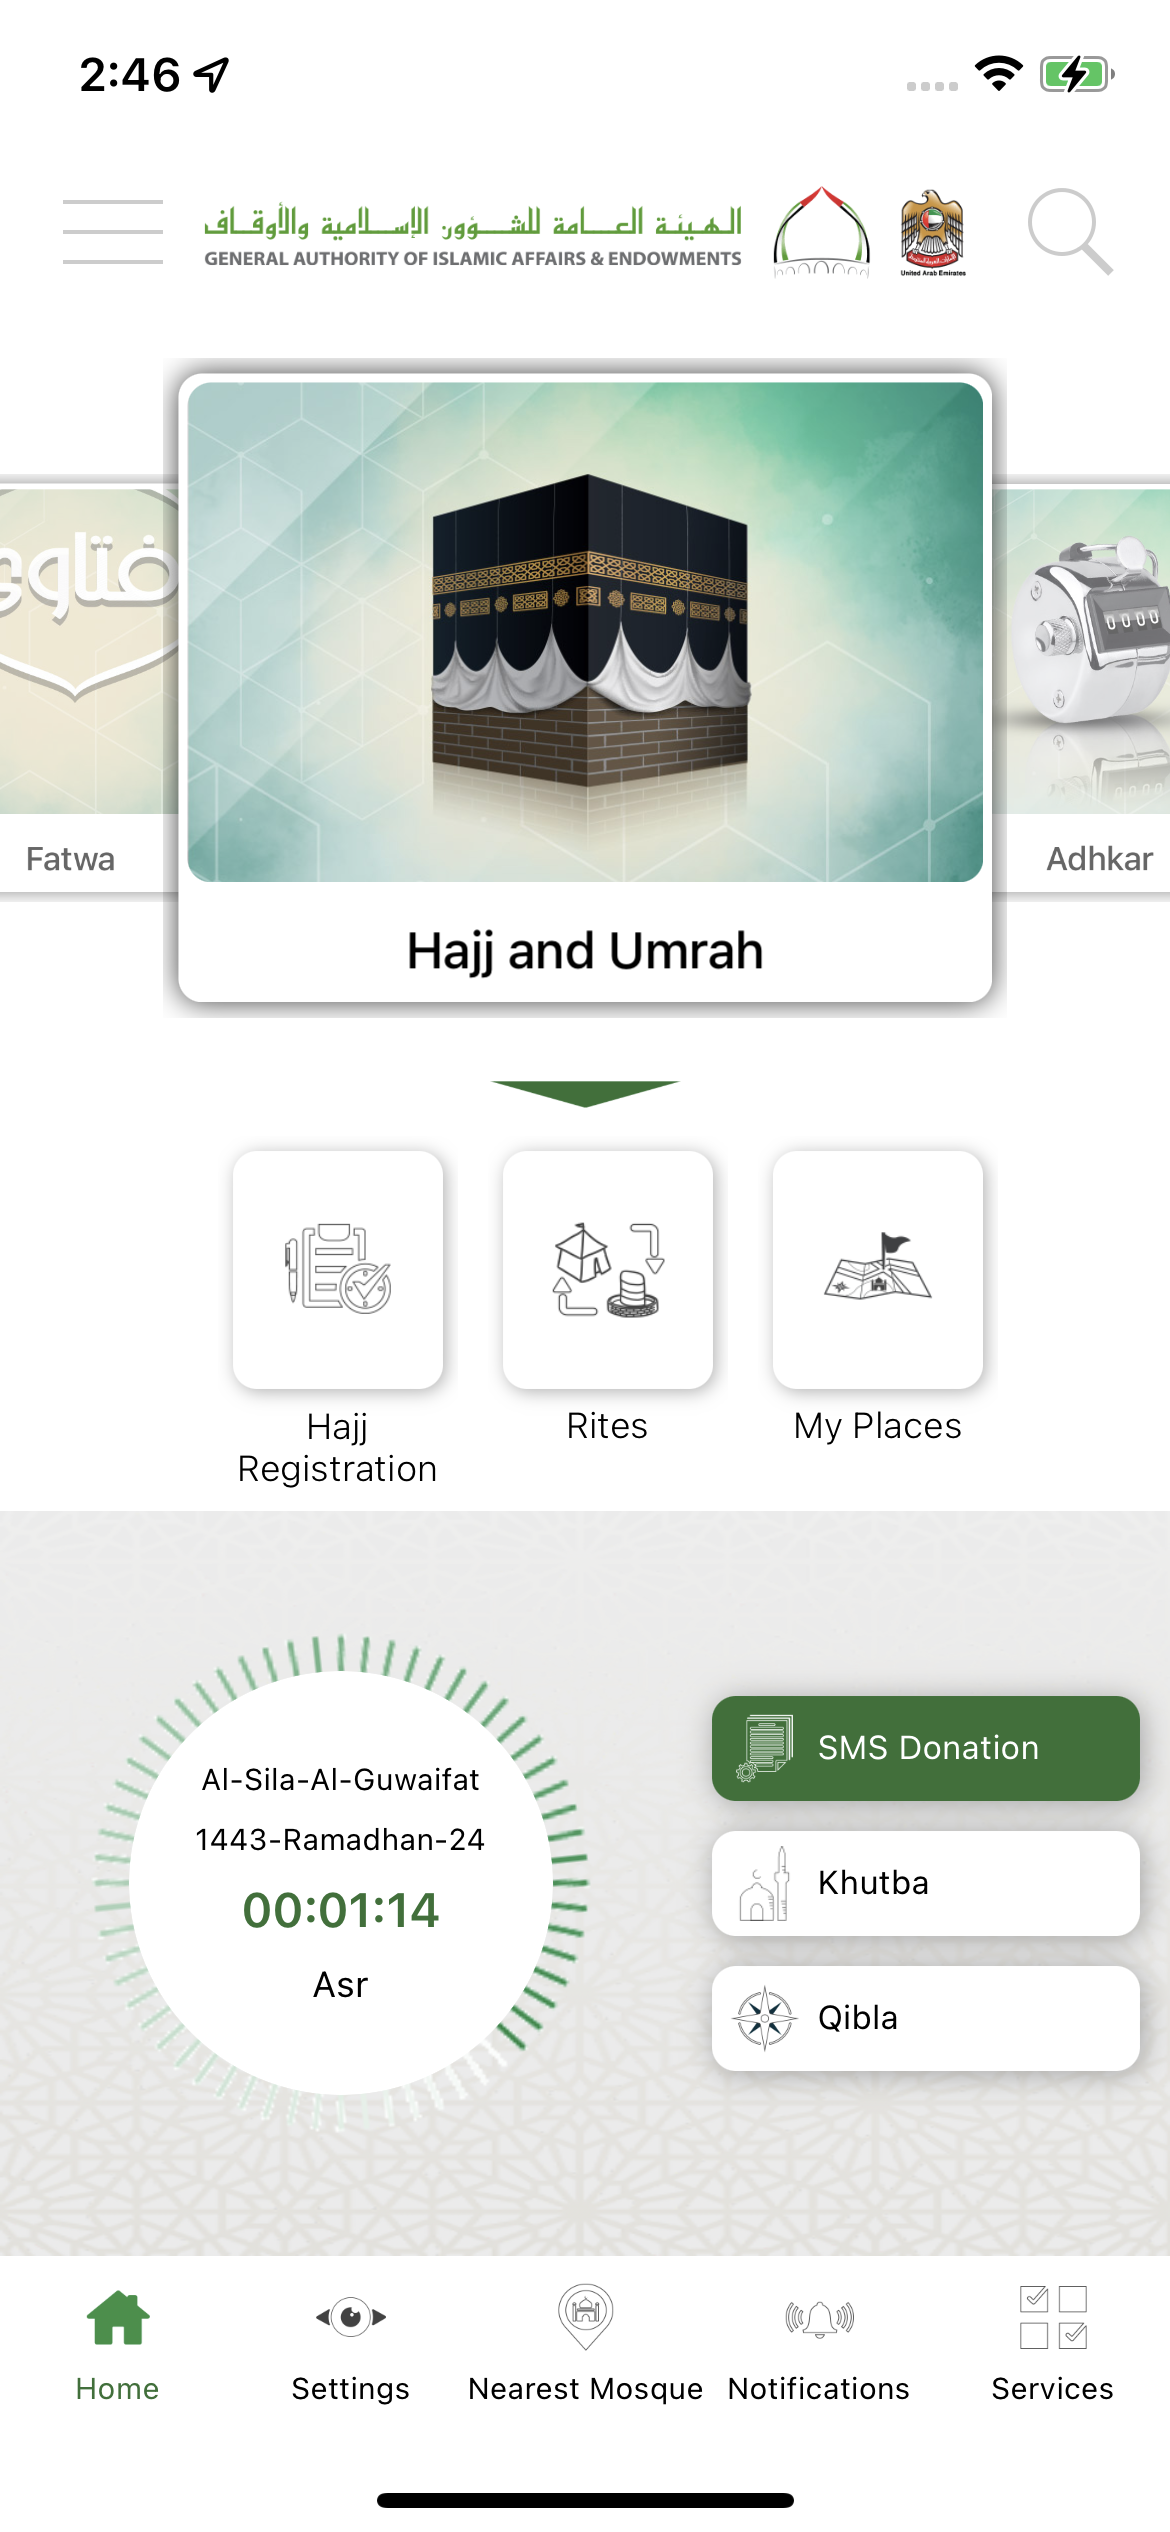 2:46
الهيئة العامة للشؤون الإسلامية والأوقاف
GENERAL AUTHORITY OF ISLAMIC AFFAIRS & ENDOWMENTS
United Arab Emirates
فتاوى
0000
Fatwa
Hajj and Umrah
Adhkar
Hajj
Registration
Rites
My Places
Al-Sila-Al-Guwaifat
1443-Ramadhan-24
00:01:14
Asr
SMS Donation
Khutba
Qibla
Home
Settings
Nearest Mosque
Notifications
Services